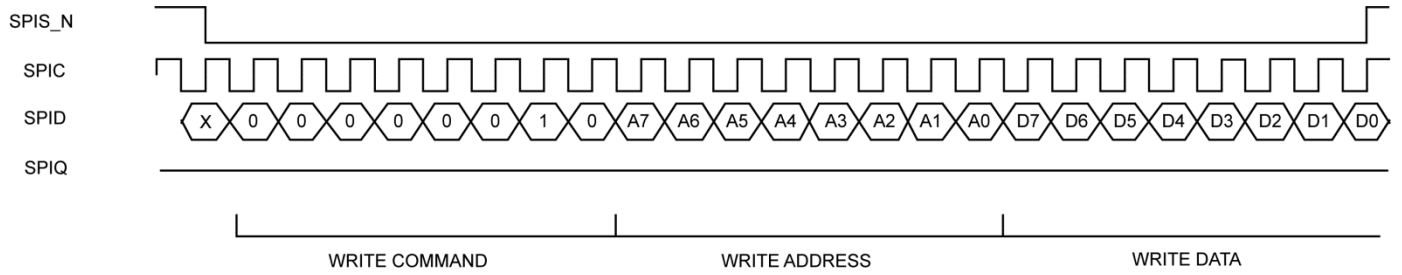 SPIS_N
SPIC
SPID X 0 0 0 0 0 0 1 0 A7 A6 A5 A4 A3 A2 A1 A0 D7 D6 D5 D4 D3 D2 D1 D0
SPIQ
WRITE COMMAND WRITE ADDRESS WRITE DATA